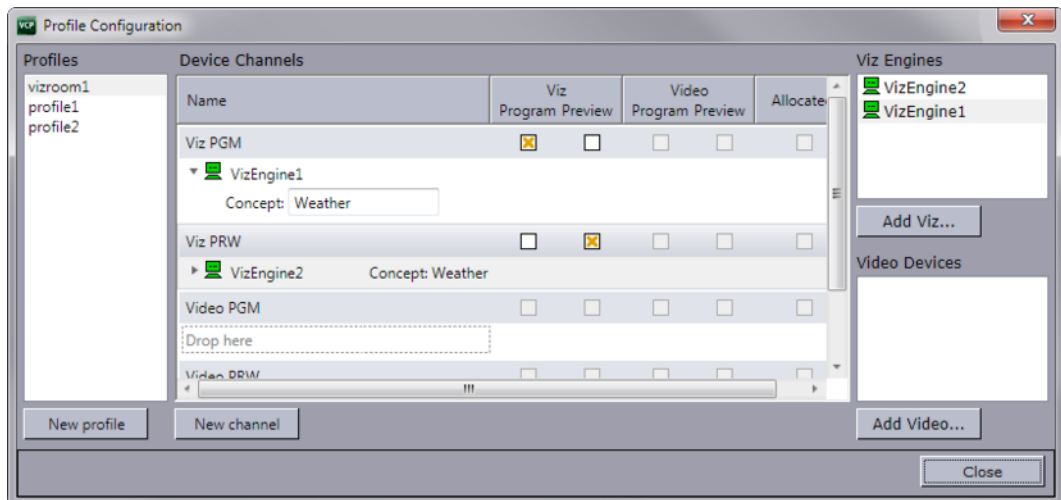 VCP Profile Configuration
Profiles
vizroom1
profile1
profile2
New profile
Device Channels
Name
Viz
Program Preview
Video
Program Preview
Allocate
Viz PGM
VizEngine1
Concept: Weather
Viz PRW
VizEngine2 Concept: Weather
Video PGM
Drop here
Video PRW
New channel
Viz Engines
VizEngine2
VizEngine1
Add Viz...
Video Devices
Add Video...
Close